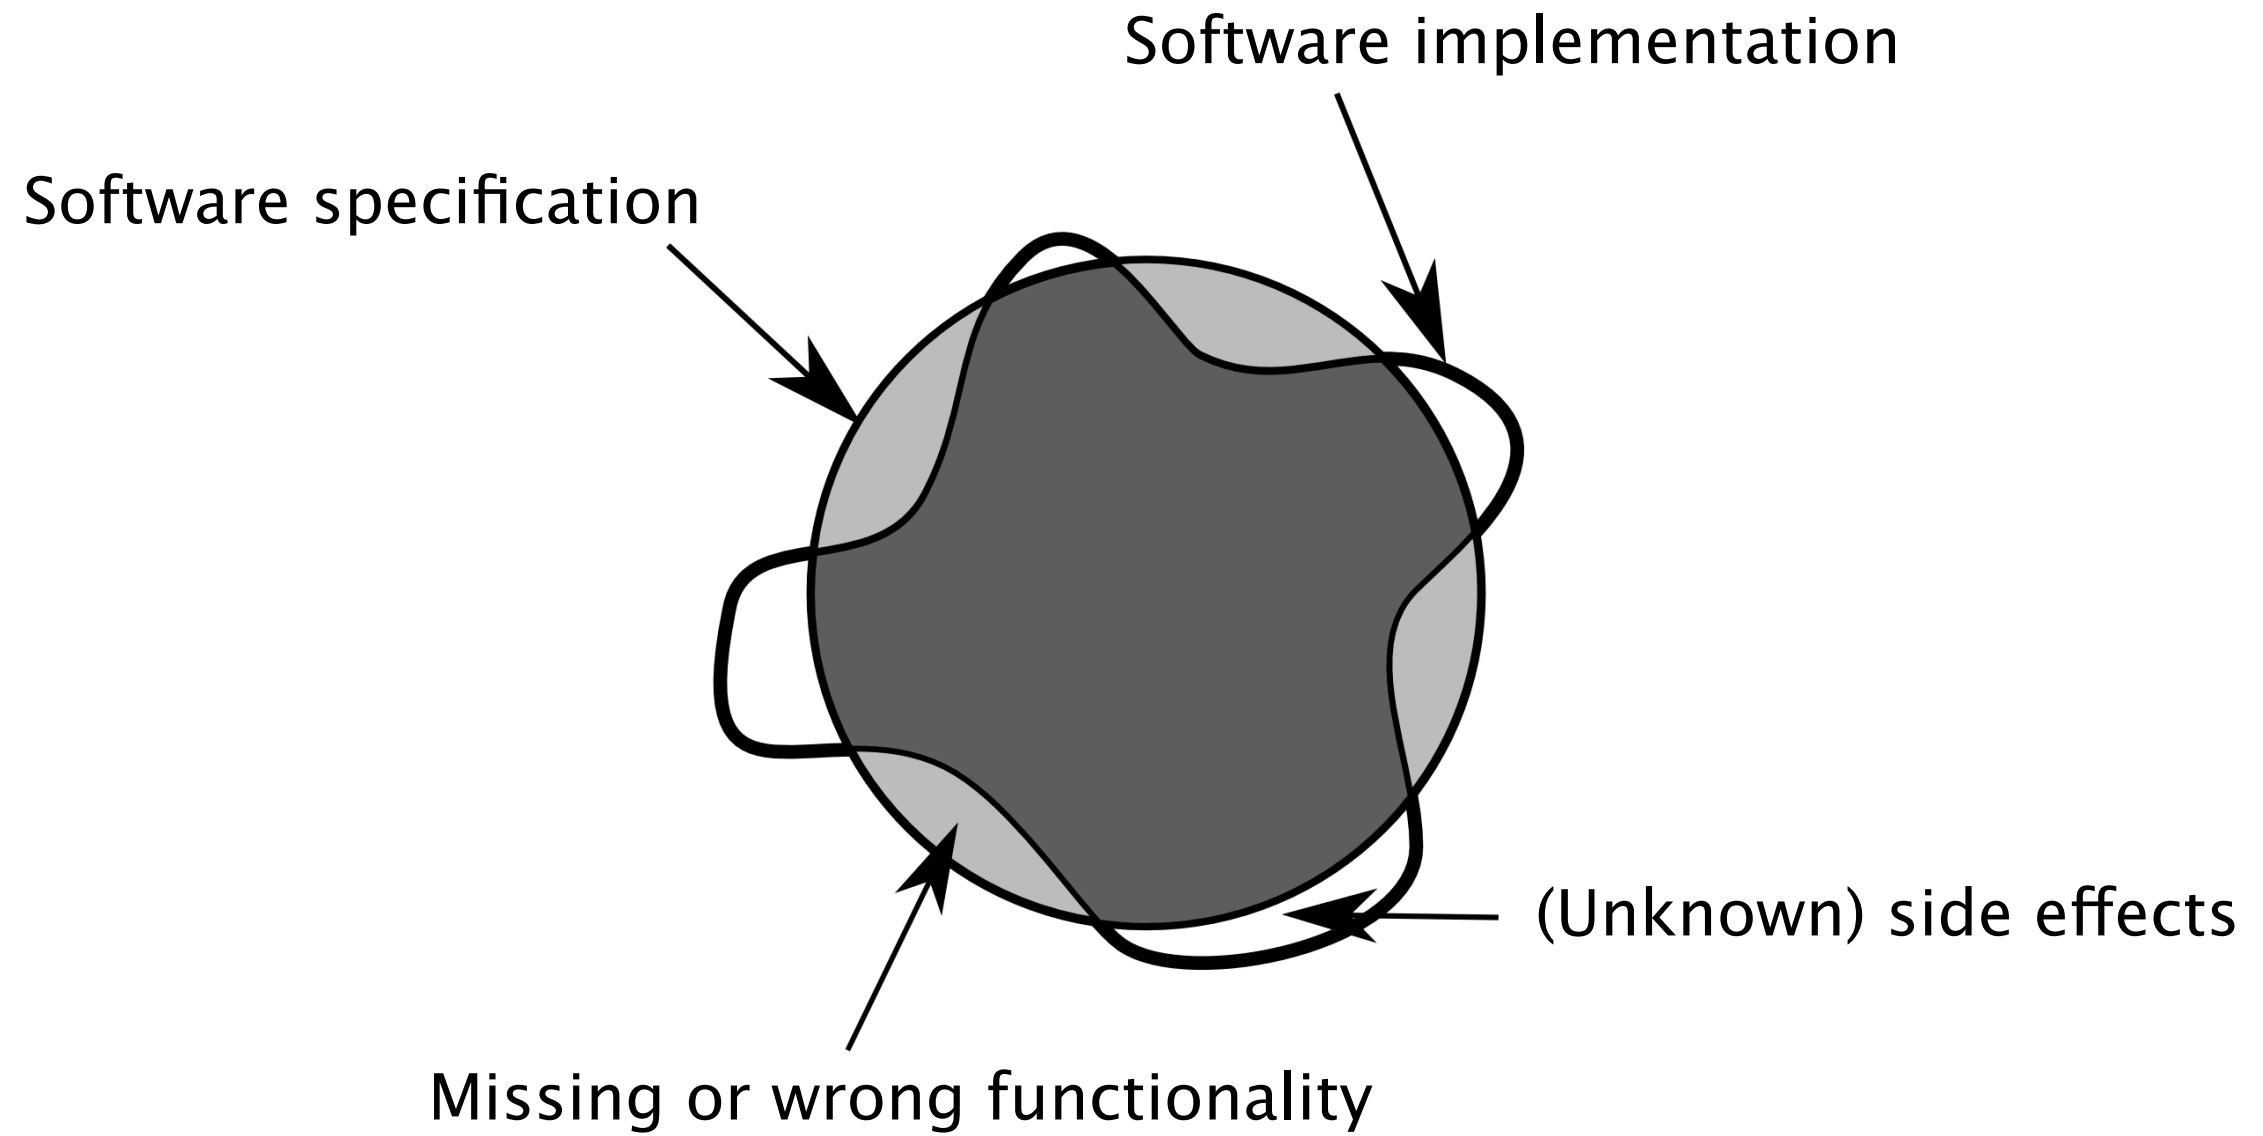 Software implementation
Software specification
(Unknown) side effects
Missing or wrong functionality